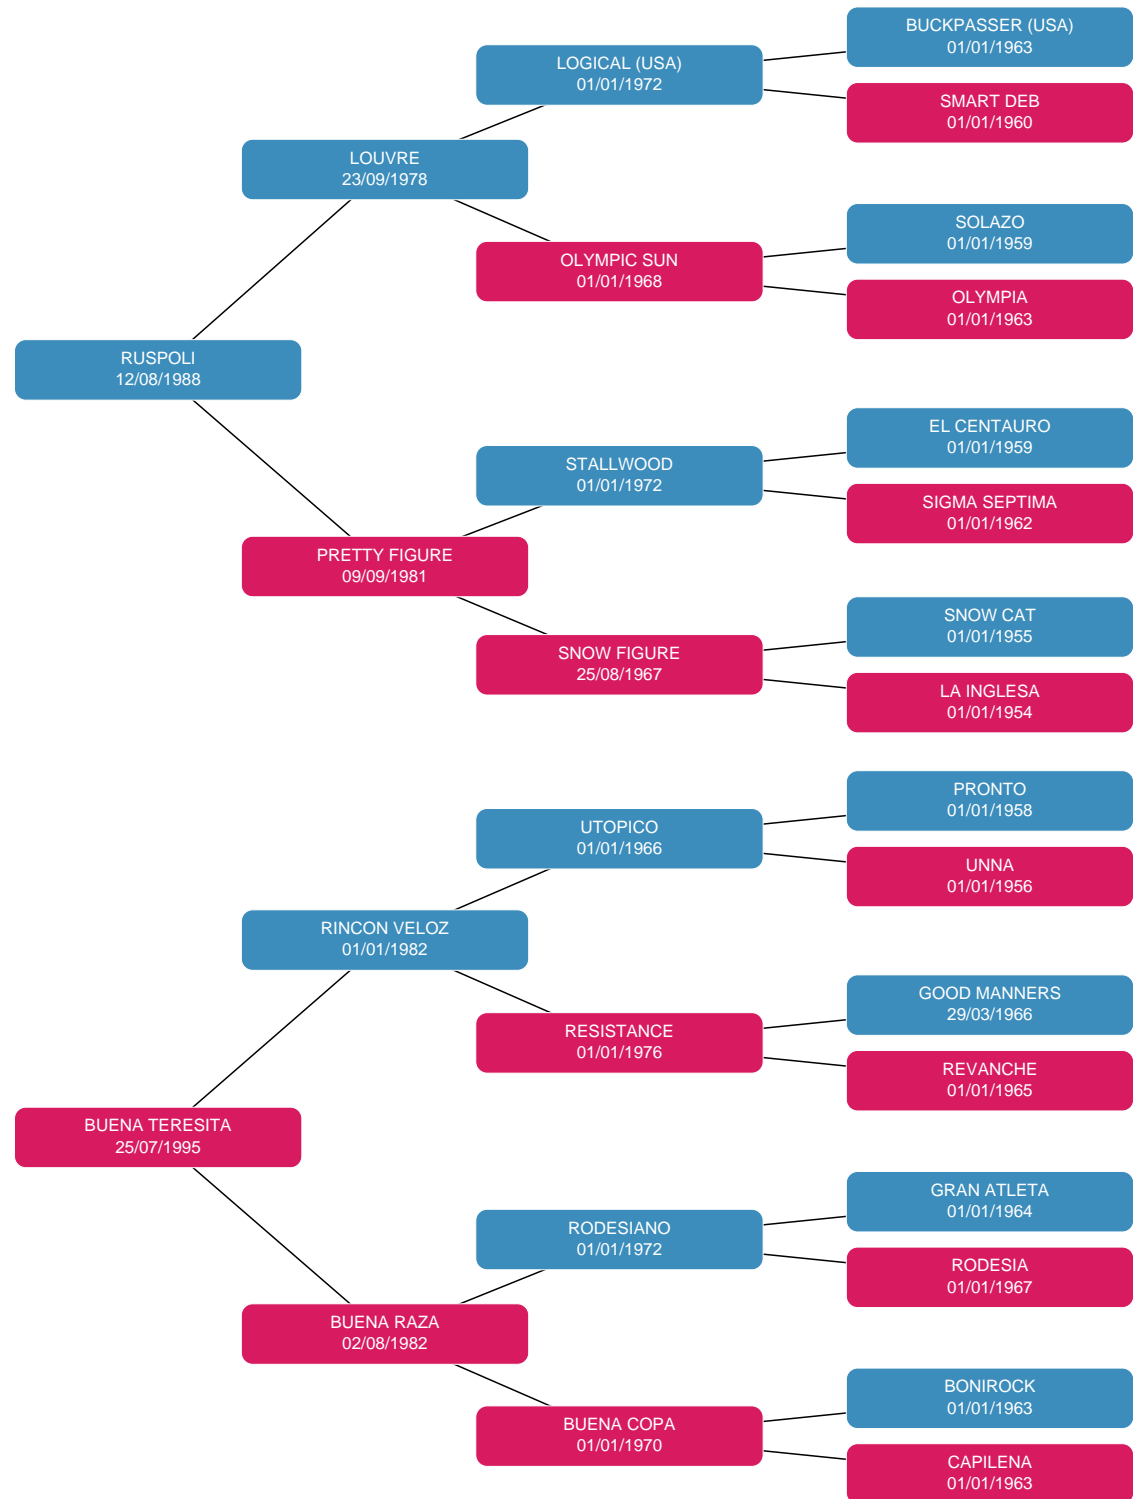 BUCKPASSER (USA)
01/01/1963
LOGICAL (USA)
01/01/1972
SMART DEB
01/01/1960
LOUVRE
23/09/1978
SOLAZO
01/01/1959
OLYMPIC SUN
01/01/1968
OLYMPIA
01/01/1963
RUSPOLI
12/08/1988
EL CENTAURO
01/01/1959
STALLWOOD
01/01/1972
SIGMA SEPTIMA
01/01/1962
PRETTY FIGURE
09/09/1981
SNOW CAT
01/01/1955
SNOW FIGURE
25/08/1967
LA INGLESA
01/01/1954
PRONTO
01/01/1958
UTOPICO
01/01/1966
UNNA
01/01/1956
RINCON VELOZ
01/01/1982
GOOD MANNERS
29/03/1966
RESISTANCE
01/01/1976
REVANCHE
01/01/1965
BUENA TERESITA
25/07/1995
GRAN ATLETA
01/01/1964
RODESIANO
01/01/1972
RODESIA
01/01/1967
BUENA RAZA
02/08/1982
BONIROCK
01/01/1963
BUENA COPA
01/01/1970
CAPILENA
01/01/1963